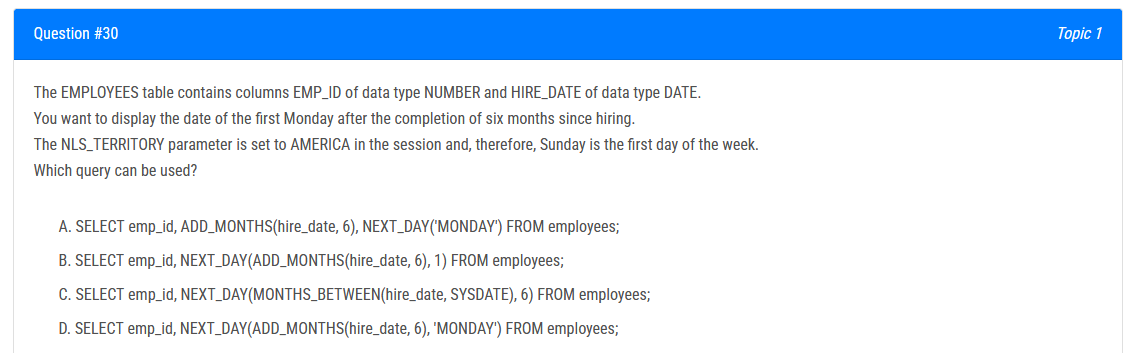 Question #30
Topic 1
The EMPLOYEES table contains columns EMP_ID of data type NUMBER and HIRE_DATE of data type DATE.
You want to display the date of the first Monday after the completion of six months since hiring.
The NLS_TERRITORY parameter is set to AMERICA in the session and, therefore, Sunday is the first day of the week.
Which query can be used?
A. SELECT emp_id, ADD_MONTHS(hire_date, 6), NEXT_DAY('MONDAY') FROM employees;
B. SELECT emp_id, NEXT_DAY(ADD_MONTHS(hire_date, 6), 1) FROM employees;
C. SELECT emp_id, NEXT_DAY(MONTHS_BETWEEN(hire_date, SYSDATE), 6) FROM employees;
D. SELECT emp_id, NEXT_DAY(ADD_MONTHS(hire_date, 6), 'MONDAY') FROM employees;